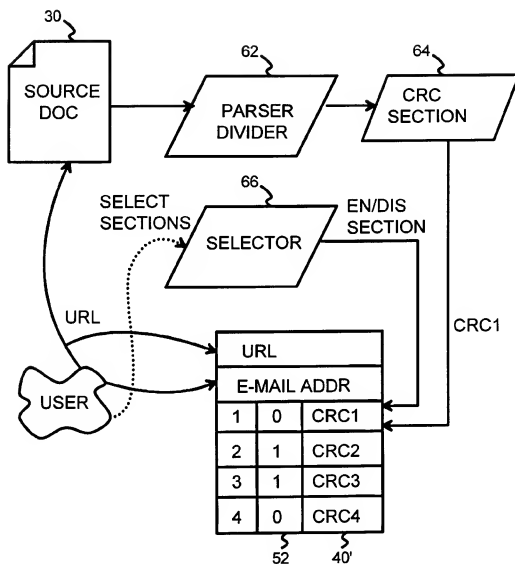 30
SOURCE
DOC
62
PARSER
DIVIDER
64
CRC
SECTION
SELECT
SECTIONS
66
SELECTOR
EN/DIS
SECTION
URL
CRC1
USER
URL
E-MAIL ADDR
1 0 CRC1
2 1 CRC2
3 1 CRC3
4 0 CRC4
52 40'